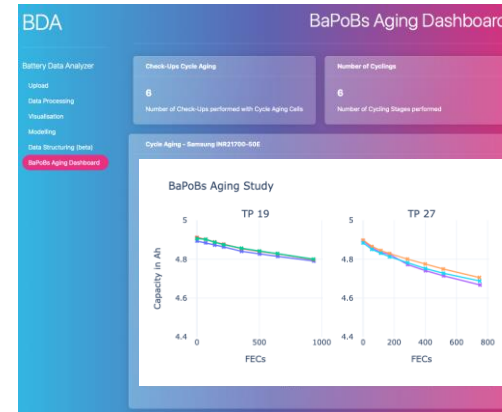 BDA
BaPoBs Aging Dashboard
Battery Data Analyzer
Upload
Data Processing
Visualisation
Modelling
Data Structuring (beta)
BaPoBs Aging Dashboard
Check-Ups Cycle Aging
6
Number of Check-Ups performed with Cycle Aging Cells
Number of Cyclings
6
Number of Cycling Stages performed
Cycle Aging - Samsung INR21700-50E
BaPoBs Aging Study
TP 19
TP 27
Capacity in Ah
5
4.8
4.6
4.4
0
500
1000
FECs
5
4.8
4.6
4.4
0
200
400
600
800
FECs